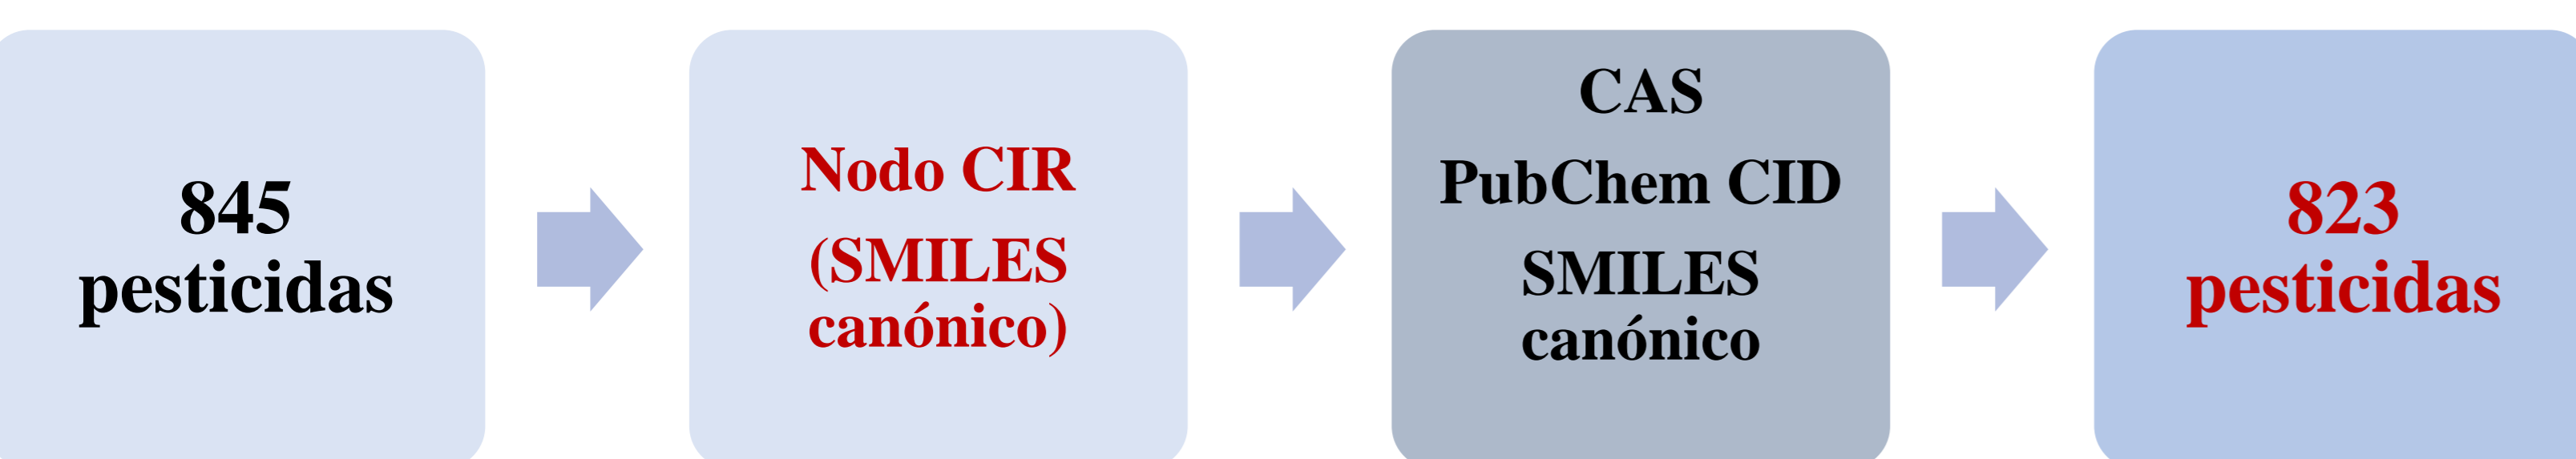 845
pesticidas
Nodo CIR
(SMILES
canónico)
CAS
PubChem CID
SMILES
canónico
823
pesticidas